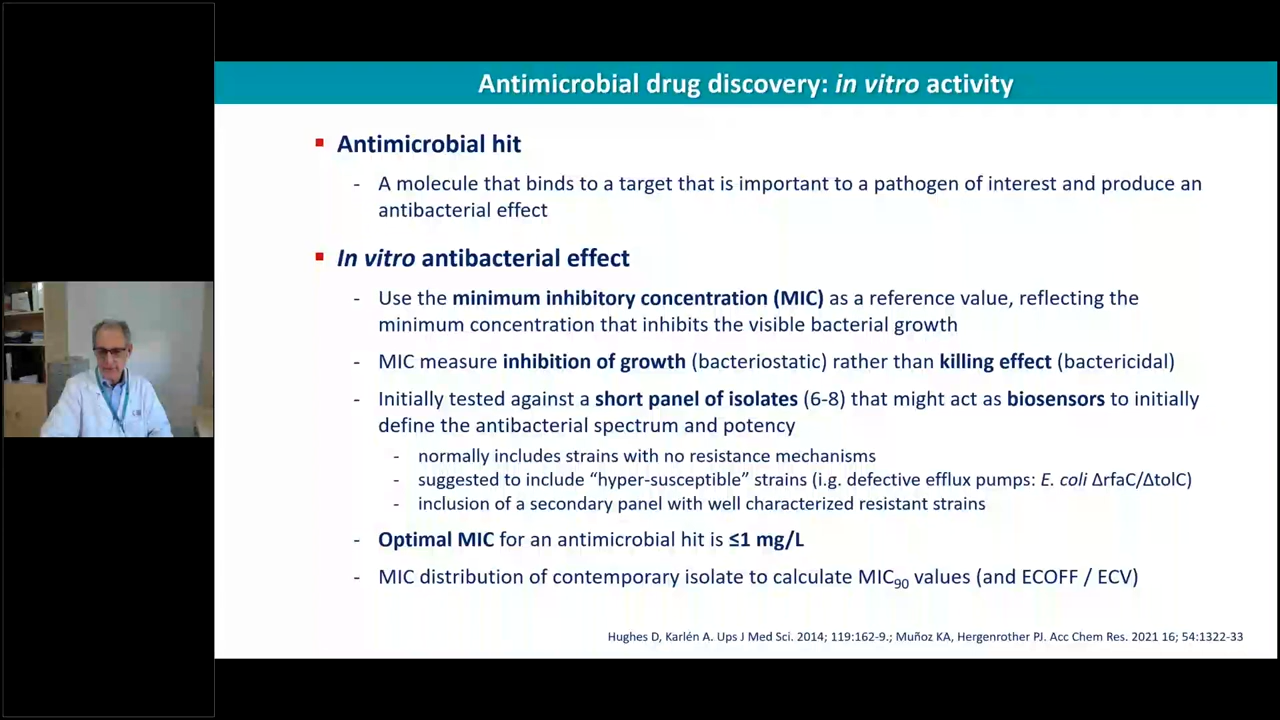 Antimicrobial drug discovery: in vitro activity
▪ Antimicrobial hit
- A molecule that binds to a target that is important to a pathogen of interest and produce an
antibacterial effect
▪ In vitro antibacterial effect
- Use the minimum inhibitory concentration (MIC) as a reference value, reflecting the
minimum concentration that inhibits the visible bacterial growth
- MIC measure inhibition of growth (bacteriostatic) rather than killing effect (bactericidal)
- Initially tested against a short panel of isolates (6-8) that might act as biosensors to initially
define the antibacterial spectrum and potency
- normally includes strains with no resistance mechanisms
- suggested to include “hyper-susceptible” strains (i.g. defective efflux pumps: E. coli ΔrfaC/ΔtolC)
- inclusion of a secondary panel with well characterized resistant strains
- Optimal MIC for an antimicrobial hit is ≤1 mg/L
- MIC distribution of contemporary isolate to calculate MIC90 values (and ECOFF / ECV)
Hughes D, Karlén A. Ups J Med Sci. 2014; 119:162-9.; Muñoz KA, Hergenrother PJ. Acc Chem Res. 2021 16; 54:1322-33